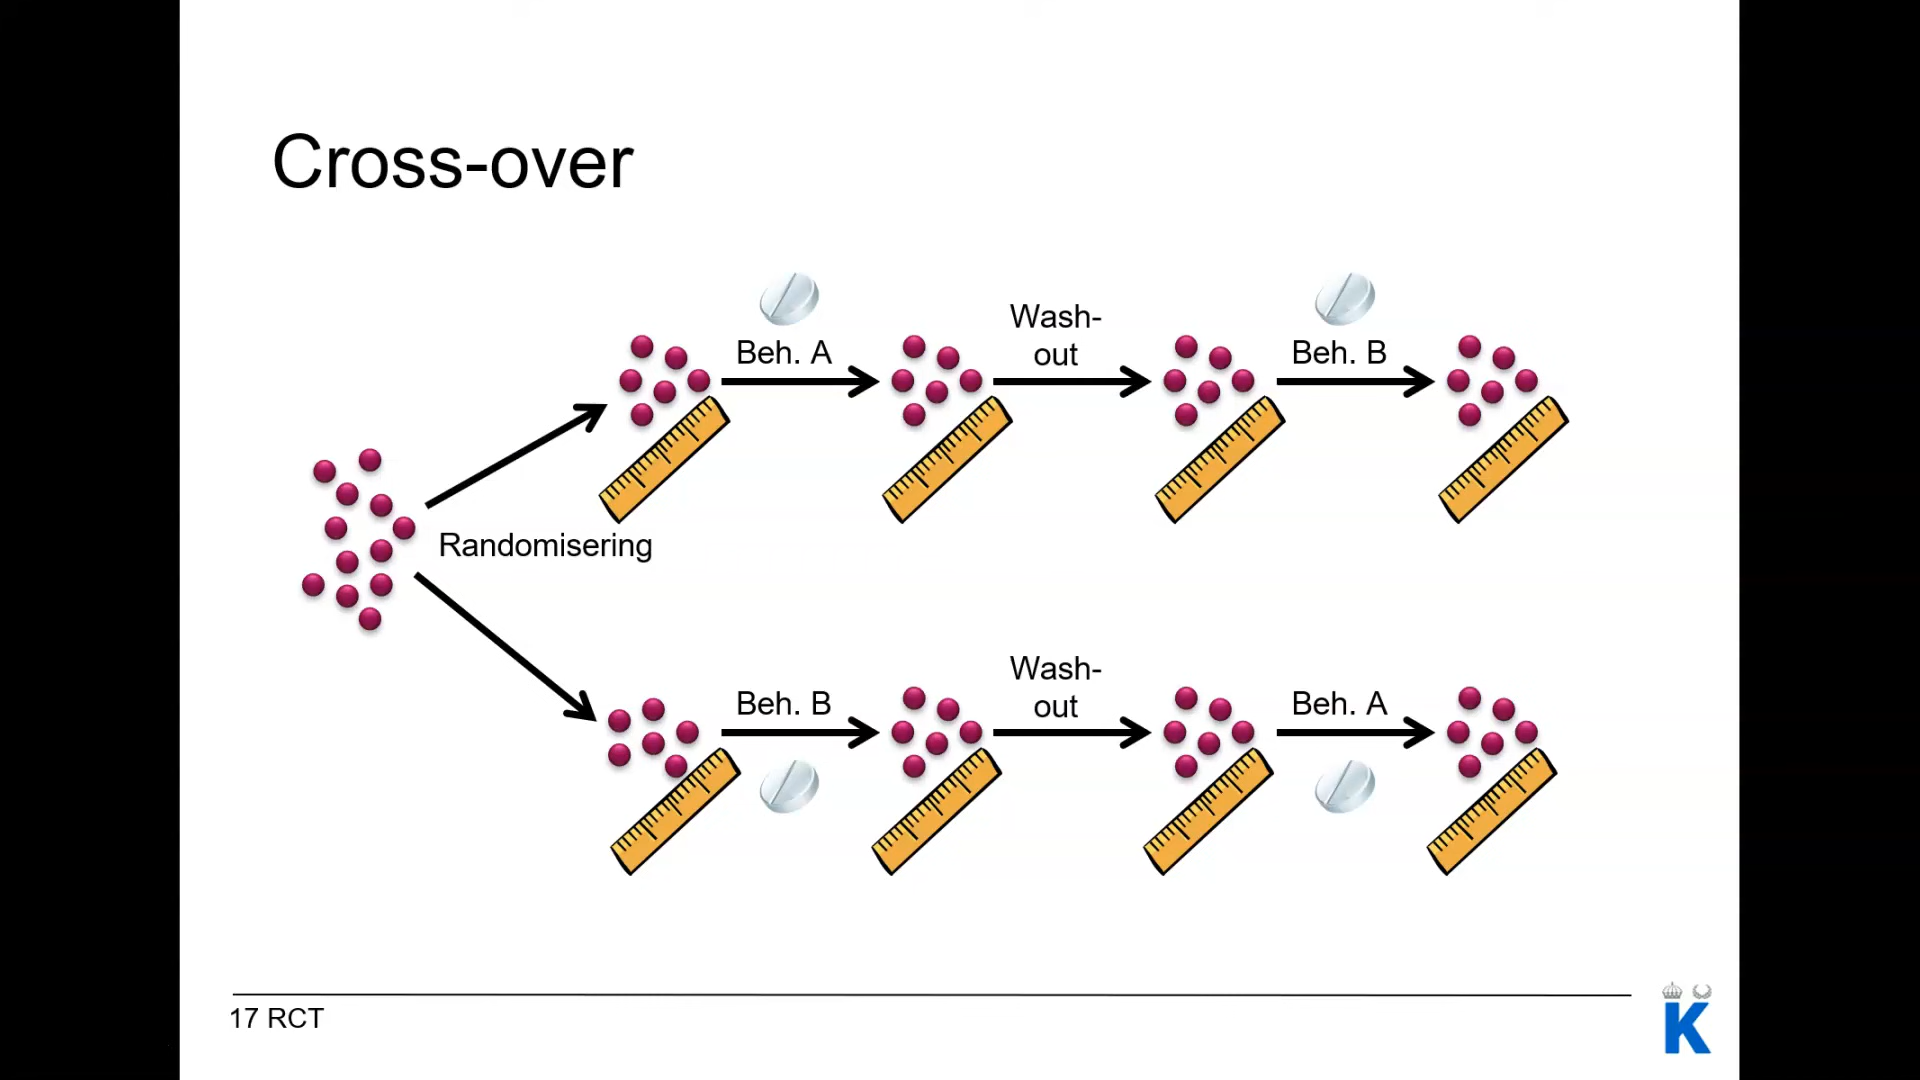 Cross-over
Beh. A
Wash-
out
Beh. B
Randomisering
Beh. B
Wash-
out
Beh. A
17 RCT
K